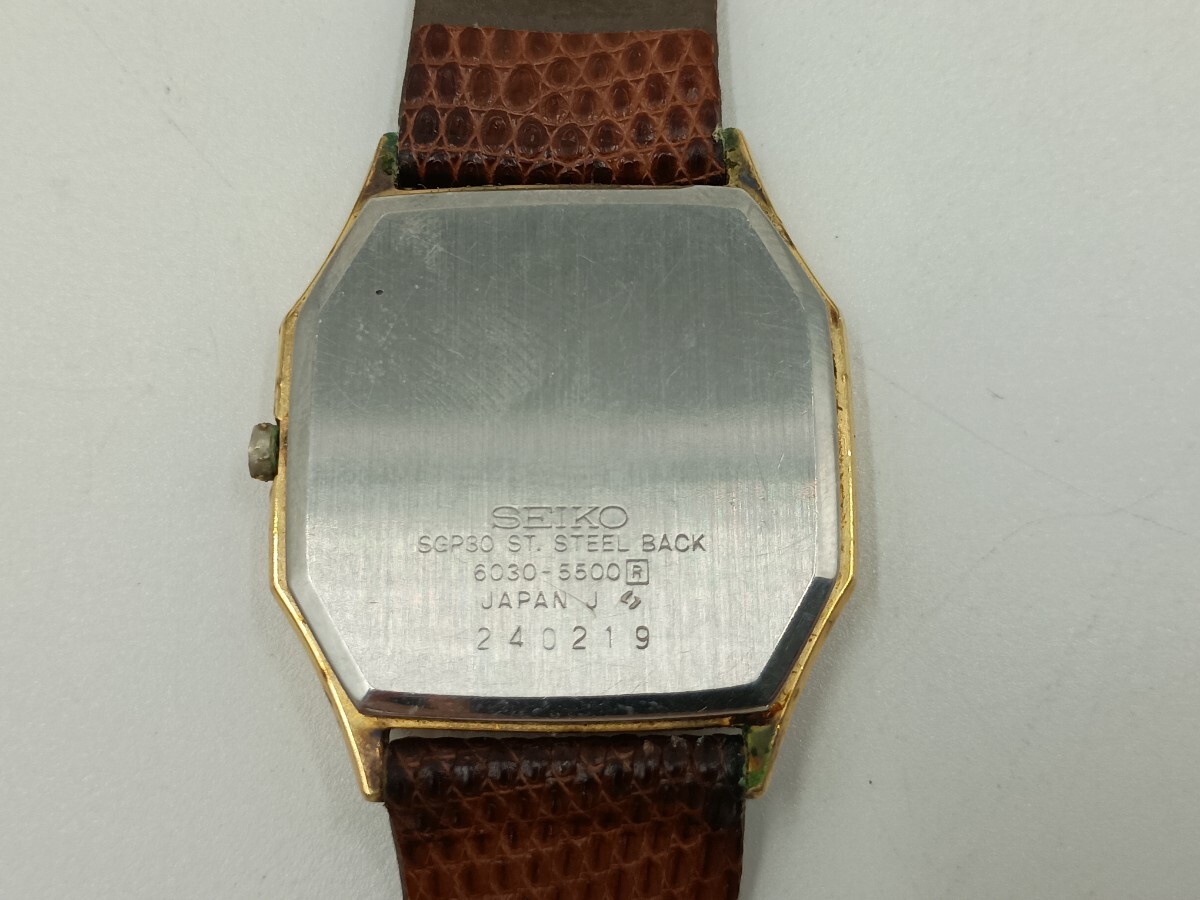 SEIKO
SGP30 ST. STEEL BACK
6030-5500 R
JAPAN J
240219